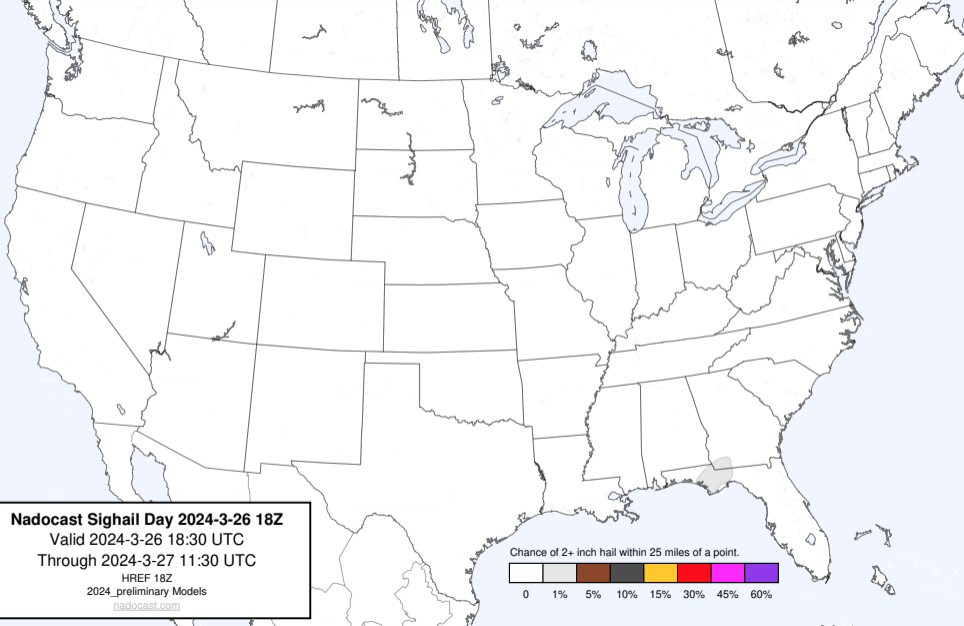 Nadocast Sighail Day 2024-3-26 18Z
Valid 2024-3-26 18:30 UTC
Through 2024-3-27 11:30 UTC
HREF 18Z
2024_preliminary Models
nadocast.com
Chance of 2+ inch hail within 25 miles of a point.
0 1% 5% 10% 15% 30% 45% 60%